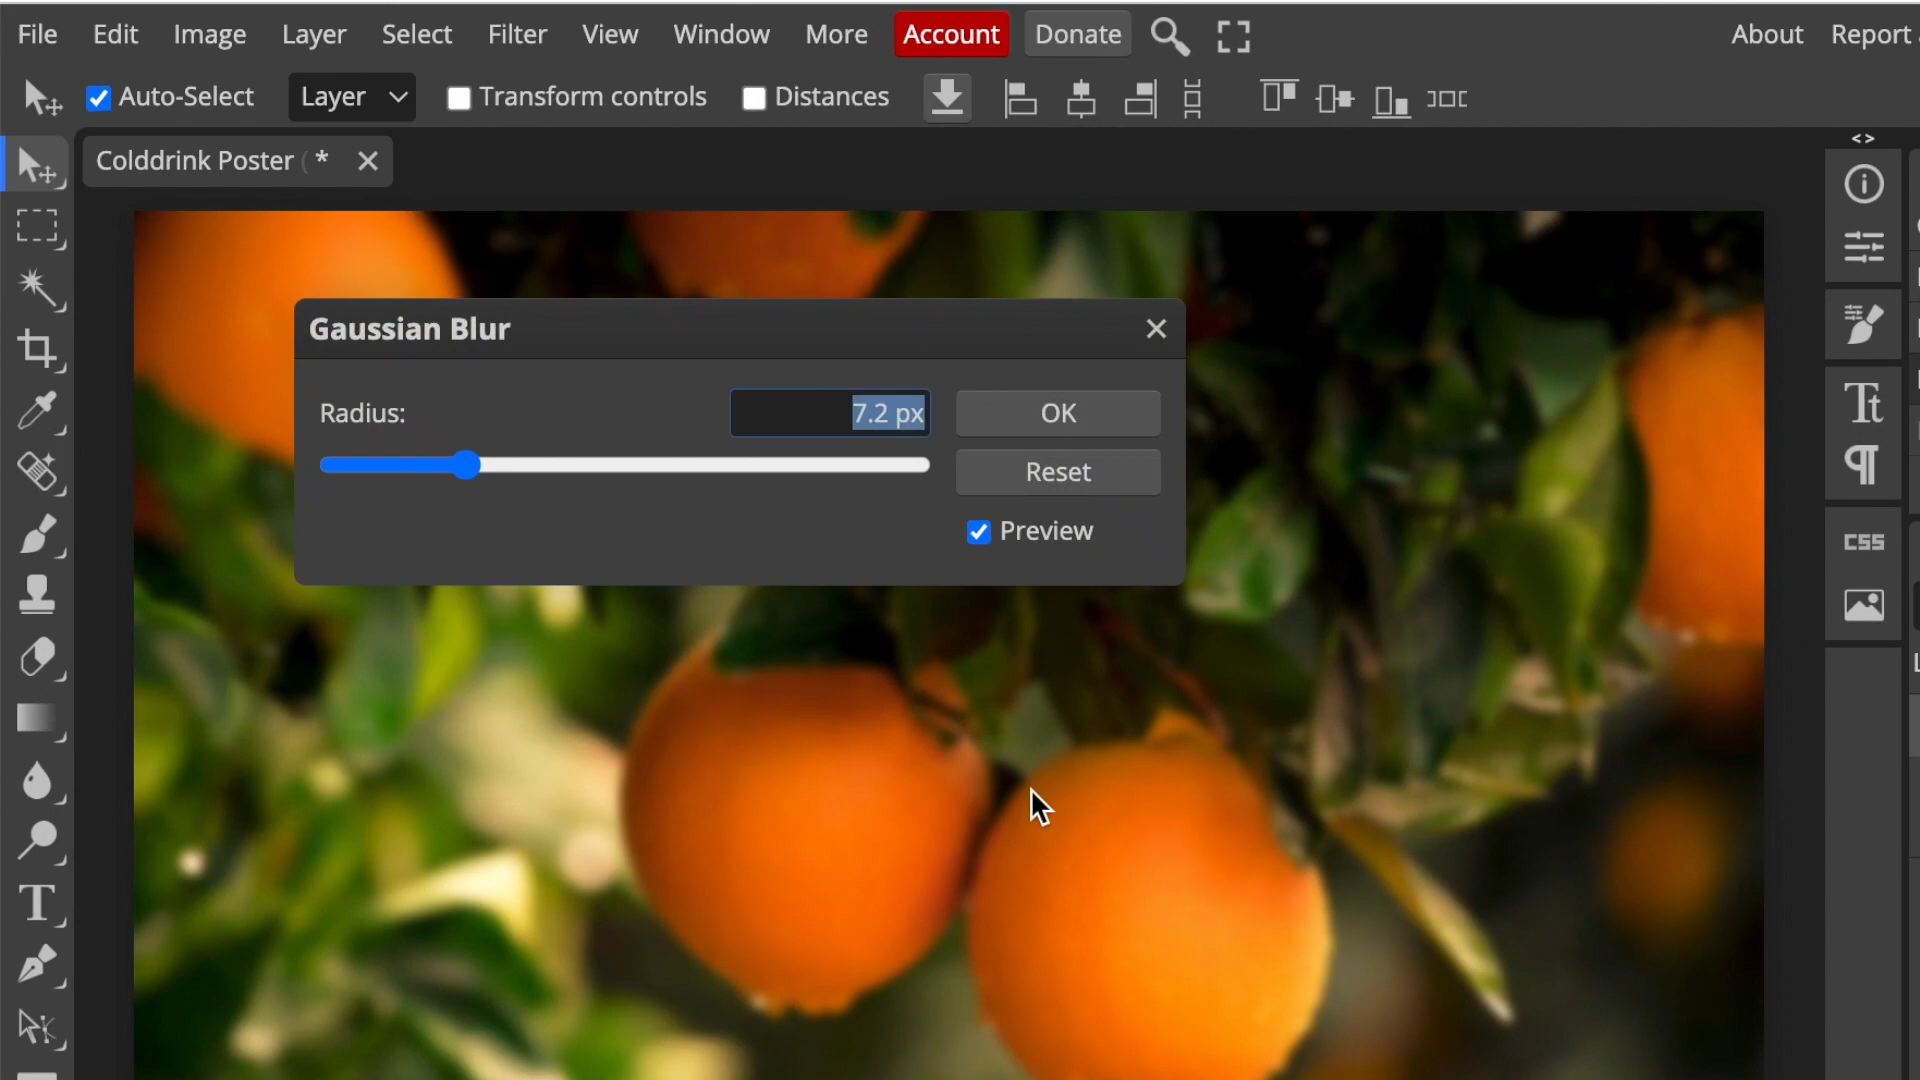 File Edit Image Layer Select Filter View Window More Account Donate About Report
Auto-Select Layer Transform controls Distances
Colddrink Poster ( *
Gaussian Blur
Radius: 7.2 px OK
Reset
Preview
CSS